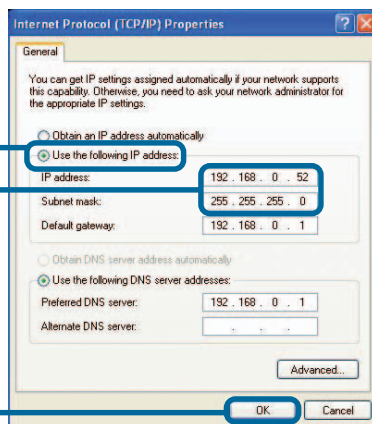 Internet Protocol (TCP/IP) Properties
General
You can get IP settings assigned automatically if your network supports
this capability. Otherwise, you need to ask your network administrator for
the appropriate IP settings.
Obtain an IP address automatically
Use the following IP address:
IP address: 192 . 168 . 0 . 52
Subnet mask: 255 . 255 . 255 . 0
Default gateway: 192 . 168 . 0 . 1
Obtain DNS server address automatically
Use the following DNS server addresses:
Preferred DNS server: 192 . 168 . 0 . 1
Alternate DNS server: . . .
Advanced...
OK Cancel